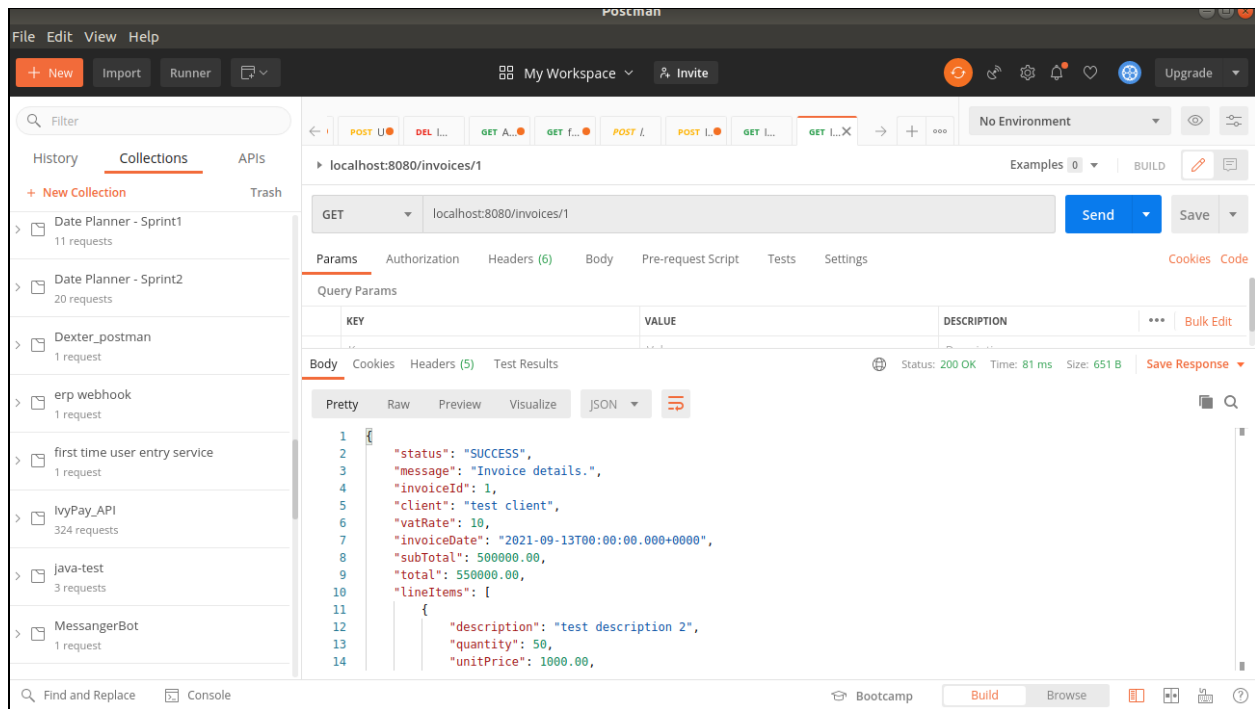 Postman
File Edit View Help
+ New Import Runner My Workspace Invite Upgrade
Filter
History Collections APIs
+ New Collection Trash
Date Planner - Sprint1
11 requests
Date Planner - Sprint2
20 requests
Dexter_postman
1 request
erp webhook
1 request
first time user entry service
1 request
IvyPay_API
324 requests
java-test
3 requests
MessangerBot
1 request
POST U DEL I... GET A... GET f... POST I. POST I.. GET I... GET I... No Environment
localhost:8080/invoices/1 Examples 0 BUILD
GET localhost:8080/invoices/1 Send Save
Params Authorization Headers (6) Body Pre-request Script Tests Settings Cookies Code
Query Params
KEY VALUE DESCRIPTION Bulk Edit
Body Cookies Headers (5) Test Results Status: 200 OK Time: 81 ms Size: 651 B Save Response
Pretty Raw Preview Visualize JSON
1 {
2 "status": "SUCCESS",
3 "message": "Invoice details.",
4 "invoiceId": 1,
5 "client": "test client",
6 "vatRate": 10,
7 "invoiceDate": "2021-09-13T00:00:00.000+0000",
8 "subTotal": 500000.00,
9 "total": 550000.00,
10 "lineItems": [
11 {
12 "description": "test description 2",
13 "quantity": 50,
14 "unitPrice": 1000.00,
Find and Replace Console Bootcamp Build Browse